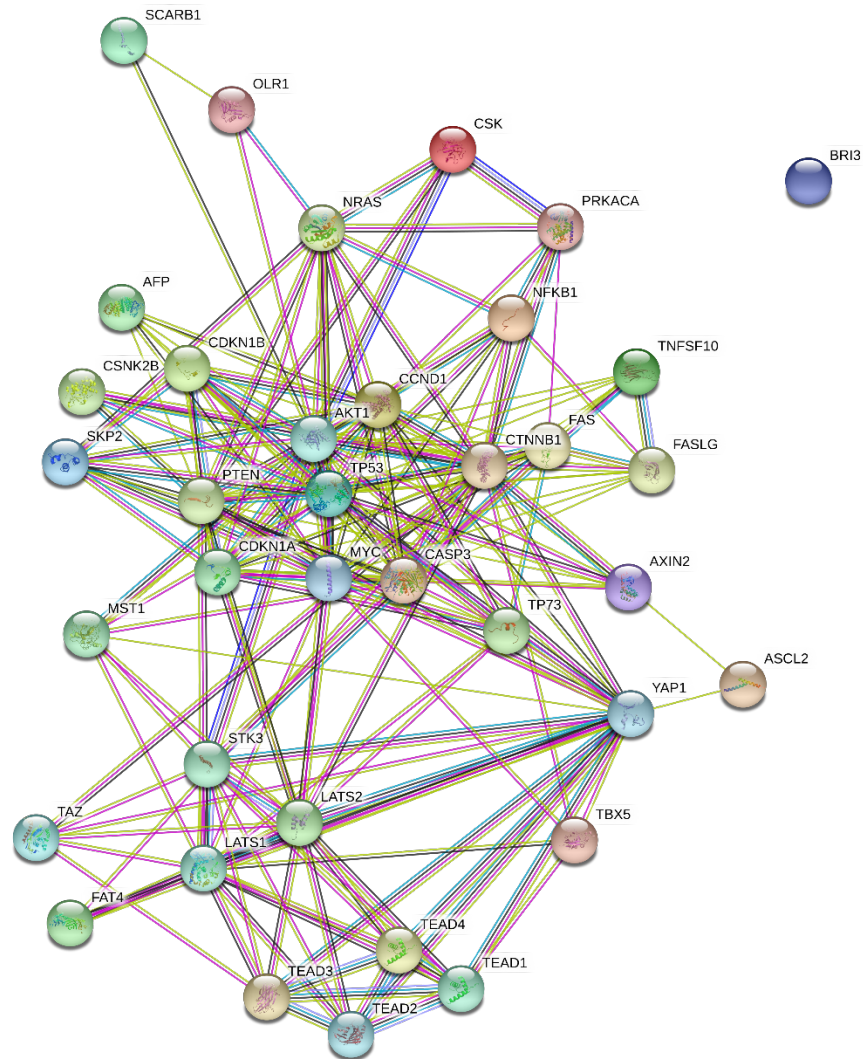 SCARB1
OLR1
CSK
BRI3
NRAS
PRKACA
AFP
NFKB1
CDKN1B
TNFSF10
CSNK2B
CCND1
AKT1
FAS
SKP2
CTNNB1
FASLG
PTEN
TP53
CDKN1A
MYC
CASP3
AXIN2
MST1
TP73
ASCL2
YAP1
STK3
LATS2
TAZ
TBX5
LATS1
FAT4
TEAD4
TEAD3
TEAD1
TEAD2